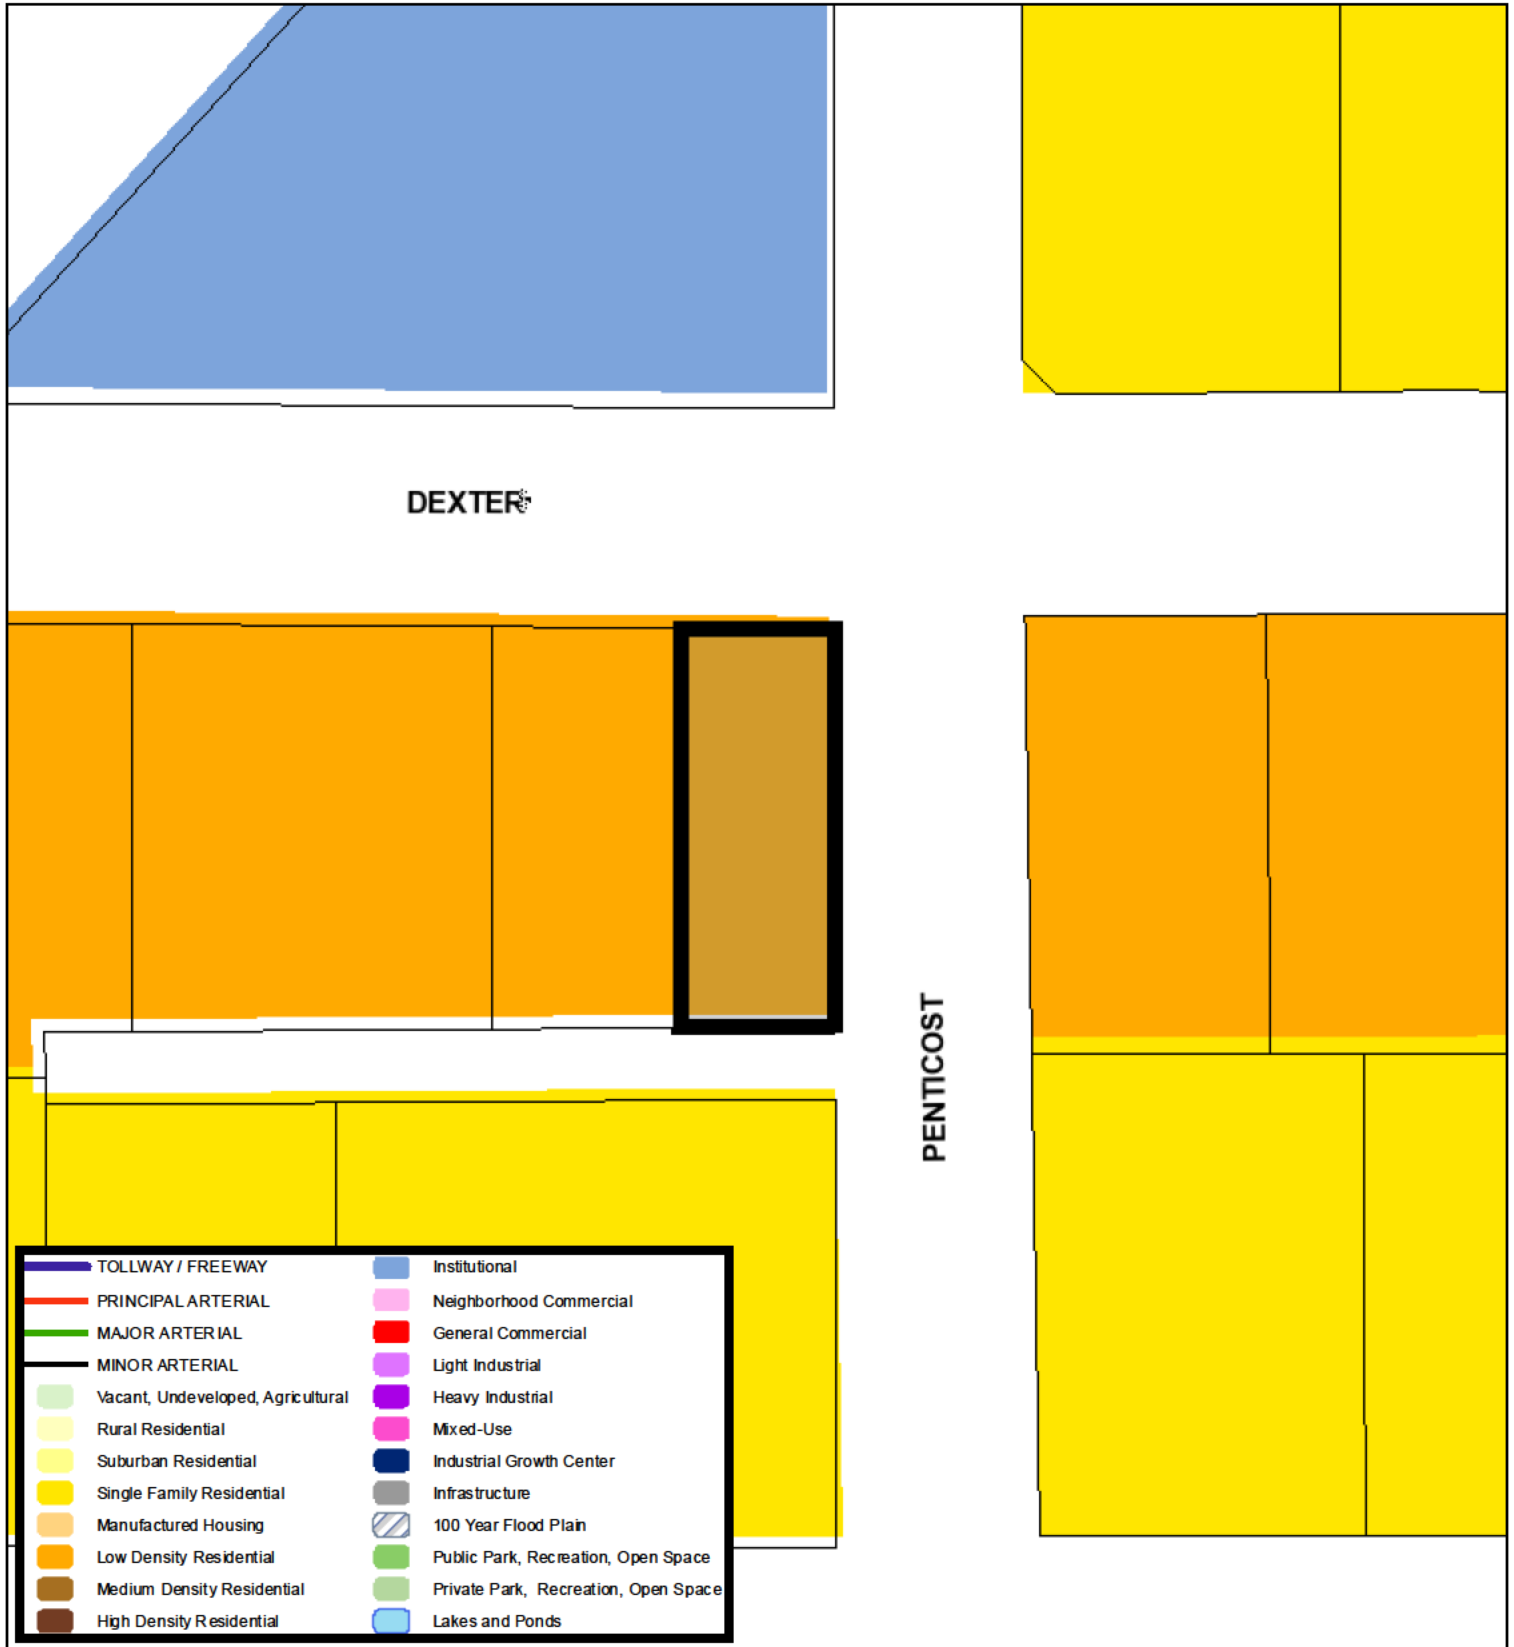 DEXTER
PENTICOST
TOLLWAY / FREEWAY
PRINCIPAL ARTERIAL
MAJOR ARTERIAL
MINOR ARTERIAL
Vacant, Undeveloped, Agricultural
Rural Residential
Suburban Residential
Single Family Residential
Manufactured Housing
Low Density Residential
Medium Density Residential
High Density Residential
Institutional
Neighborhood Commercial
General Commercial
Light Industrial
Heavy Industrial
Mixed-Use
Industrial Growth Center
Infrastructure
100 Year Flood Plain
Public Park, Recreation, Open Space
Private Park, Recreation, Open Space
Lakes and Ponds